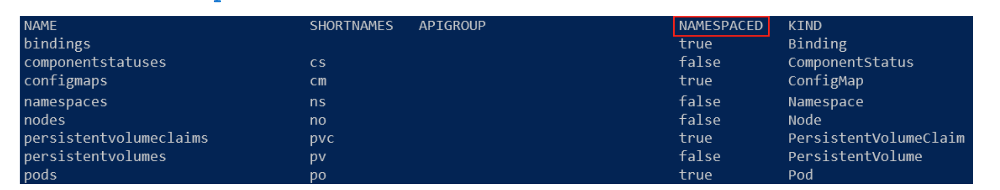 NAME SHORTNAMES APIGROUP NAMESPACED KIND
bindings true Binding
componentstatuses cs false ComponentStatus
configmaps cm true ConfigMap
namespaces ns false Namespace
nodes no false Node
persistentvolumeclaims pvc true PersistentVolumeClaim
persistentvolumes pv false PersistentVolume
pods po true Pod